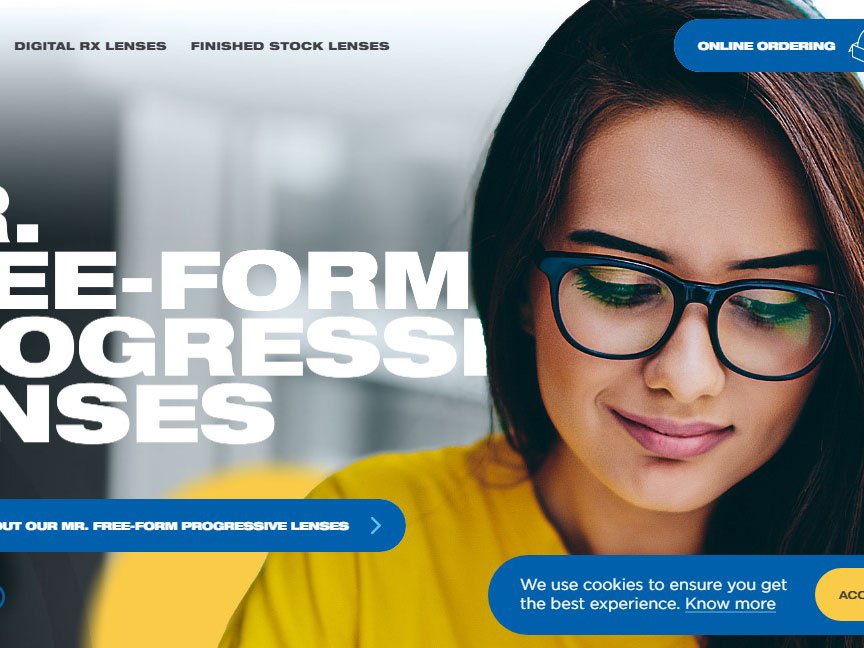 DIGITAL RX LENSES FINISHED STOCK LENSES ONLINE ORDERING
R.
EE-FORM
OGRESSI
NSES
OUT OUR MR. FREE-FORM PROGRESSIVE LENSES
We use cookies to ensure you get
the best experience. Know more
ACC